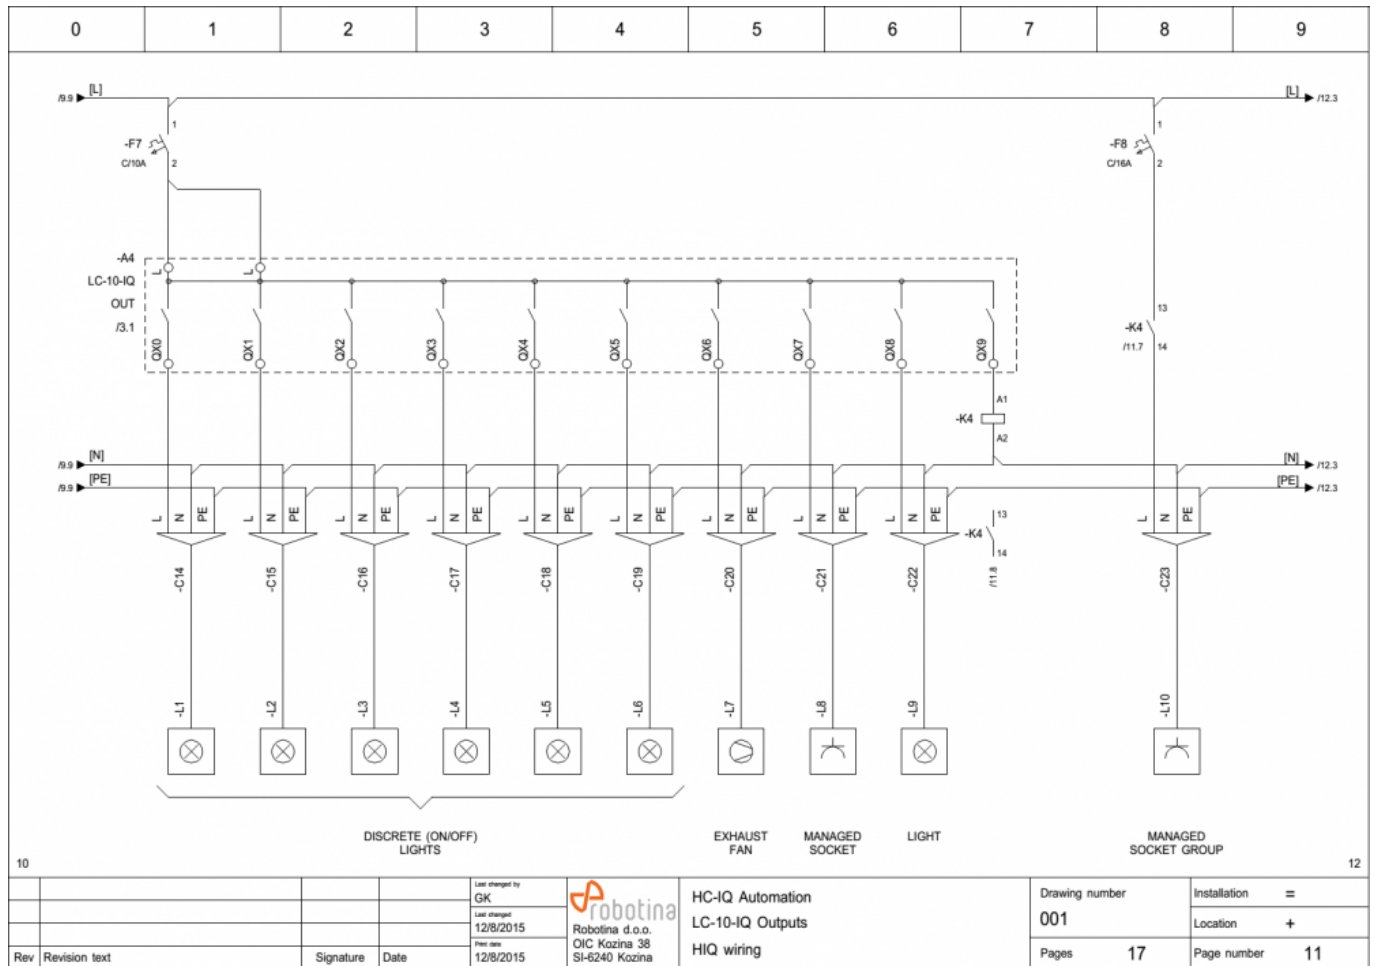 0 1 2 3 4 5 6 7 8 9
/9.9 [L] [L] /12.3
1 1
-F7 -F8
C/10A 2 C/16A 2
-A4 L L
LC-10-IQ
OUT 13
/3.1 -K4
QX0 QX1 QX2 QX3 QX4 QX5 QX6 QX7 QX8 QX9 /11.7 14
A1
-K4
A2
/9.9 [N] [N] /12.3
/9.9 [PE] [PE] /12.3
L N PE L N PE L N PE L N PE L N PE L N PE L N PE L N PE L N PE 13 L N PE
-K4
14
-C14 -C15 -C16 -C17 -C18 -C19 -C20 -C21 -C22 /11.8 -C23
-L1 -L2 -L3 -L4 -L5 -L6 -L7 -L8 -L9 -L10
DISCRETE (ON/OFF) EXHAUST MANAGED LIGHT MANAGED
LIGHTS FAN SOCKET SOCKET GROUP
10 12
Last changed by
GK
Last changed
12/8/2015
Print date
12/8/2015
Rev Revision text Signature Date
robotina
Robotina d.o.o.
OIC Kozina 38
SI-6240 Kozina
HC-IQ Automation
LC-10-IQ Outputs
HIQ wiring
Drawing number
001
Pages 17
Installation =
Location +
Page number 11